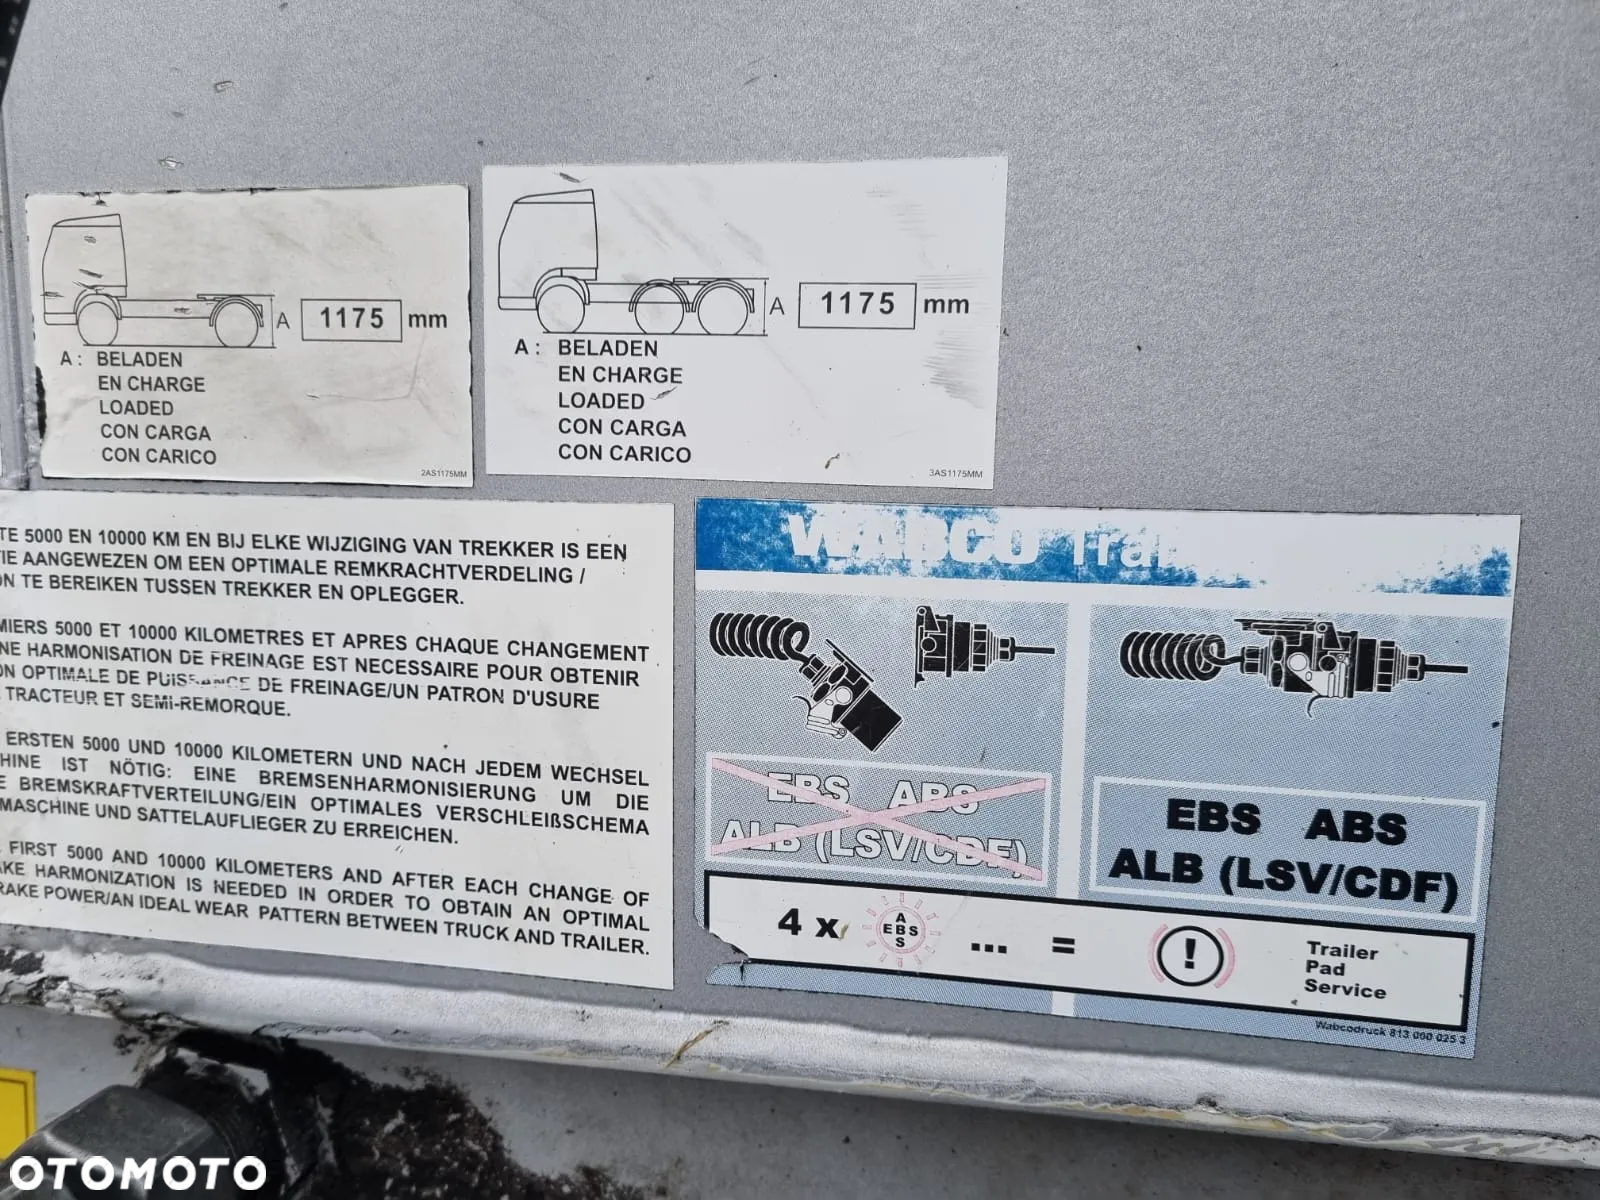 A 1175 mm
A : BELADEN
EN CHARGE
LOADED
CON CARGA
CON CARICO
2AS1175MM
A 1175 mm
A : BELADEN
EN CHARGE
LOADED
CON CARGA
CON CARICO
3AS1175MM
TE 5000 EN 10000 KM EN BIJ ELKE WIJZIGING VAN TREKKER IS EEN
TIE AANGEWEZEN OM EEN OPTIMALE REMKRACHTVERDELING /
ON TE BEREIKEN TUSSEN TREKKER EN OPLEGGER.
MIERS 5000 ET 10000 KILOMETRES ET APRES CHAQUE CHANGEMENT
NE HARMONISATION DE FREINAGE EST NECESSAIRE POUR OBTENIR
ON OPTIMALE DE PUISSANCE DE FREINAGE/UN PATRON D'USURE
TRACTEUR ET SEMI-REMORQUE.
ERSTEN 5000 UND 10000 KILOMETERN UND NACH JEDEM WECHSEL
HINE IST NÖTIG: EINE BREMSENHARMONISIERUNG UM DIE
E BREMSKRAFTVERTEILUNG/EIN OPTIMALES VERSCHLEIßSCHEMA
MASCHINE UND SATTELAUFLIEGER ZU ERREICHEN.
FIRST 5000 AND 10000 KILOMETERS AND AFTER EACH CHANGE OF
AKE HARMONIZATION IS NEEDED IN ORDER TO OBTAIN AN OPTIMAL
RAKE POWER/AN IDEAL WEAR PATTERN BETWEEN TRUCK AND TRAILER.
WABCO Trai
EBS ABS
ALB (LSV/CDF)
EBS ABS
ALB (LSV/CDF)
4 x ABS EBS ... = ! Trailer
Pad
Service
Wabcodruck 813 000 025 3
OTOMOTO